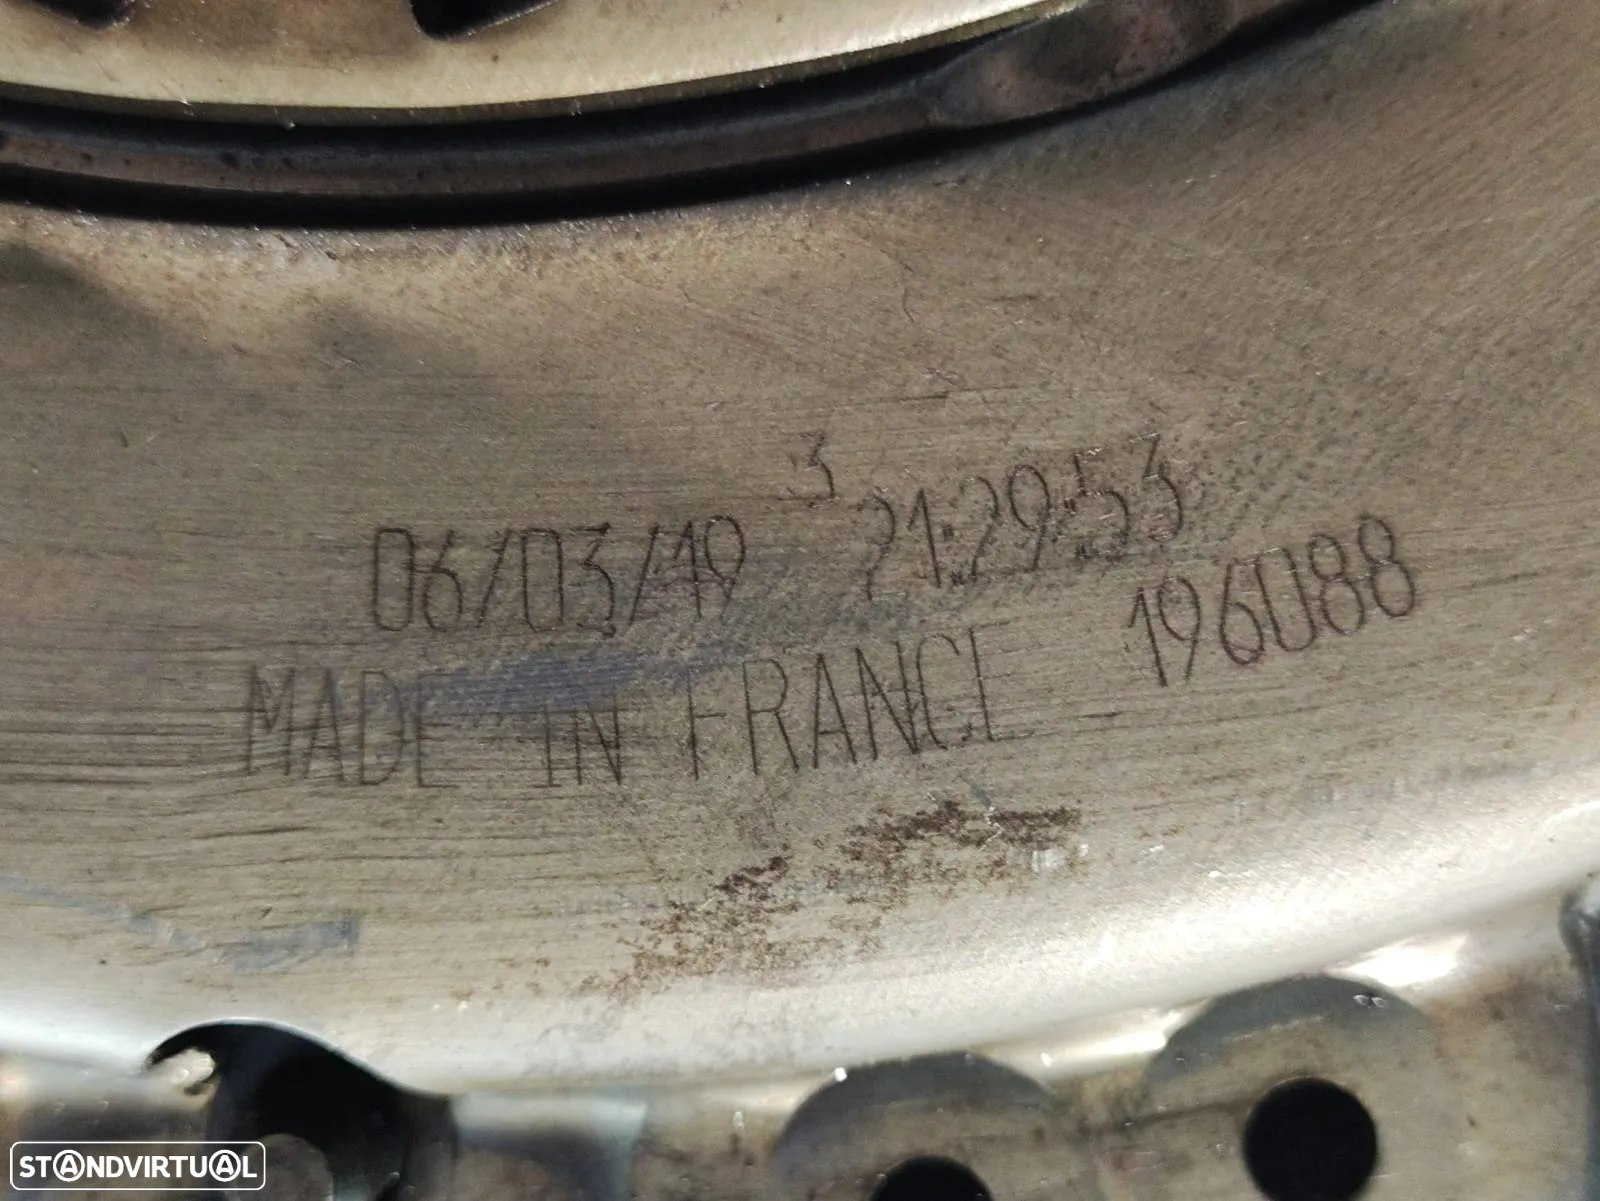 3
06/03/19 21:29:53
196088
MADE IN FRANCE
STANDVIRTUAL